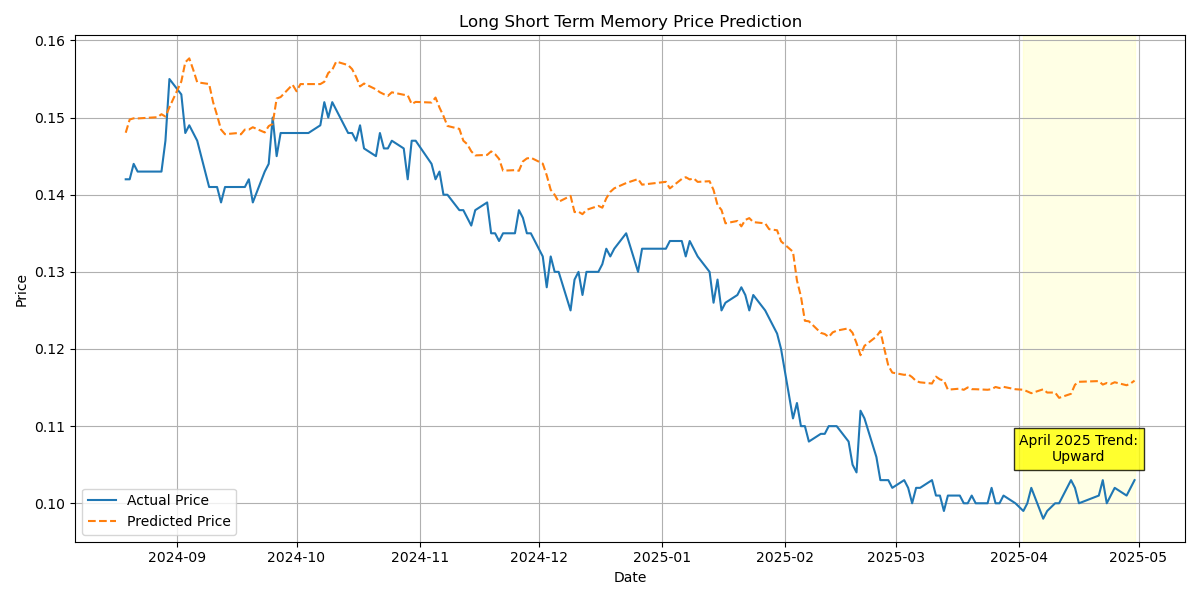 Long Short Term Memory Price Prediction
Price
0.16
0.15
0.14
0.13
0.12
0.11
0.10
April 2025 Trend:
Upward
Actual Price
Predicted Price
2024-09 2024-10 2024-11 2024-12 2025-01 2025-02 2025-03 2025-04 2025-05
Date